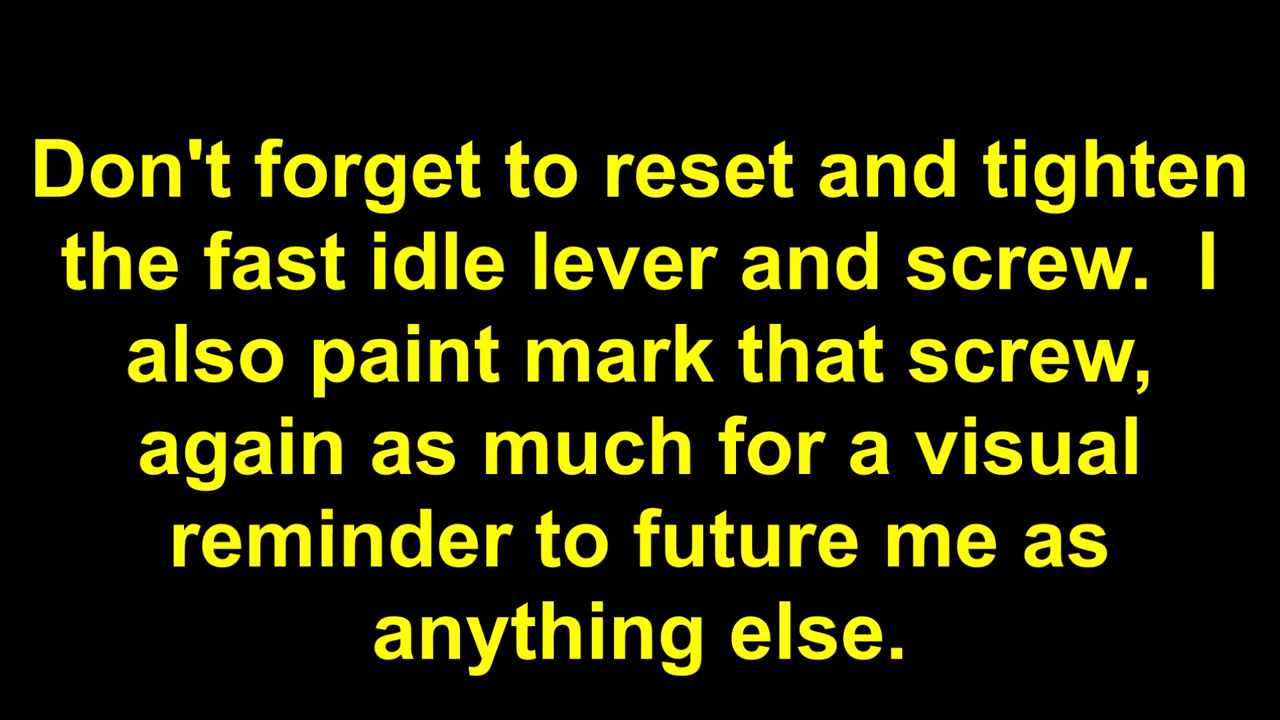 Don't forget to reset and tighten
the fast idle lever and screw.  I
also paint mark that screw,
again as much for a visual
reminder to future me as
anything else.